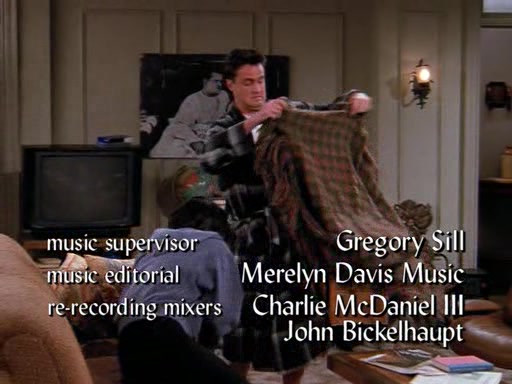 music supervisor Gregory Sill
music editorial Merelyn Davis Music
re-recording mixers Charlie McDaniel III
John Bickelhaupt